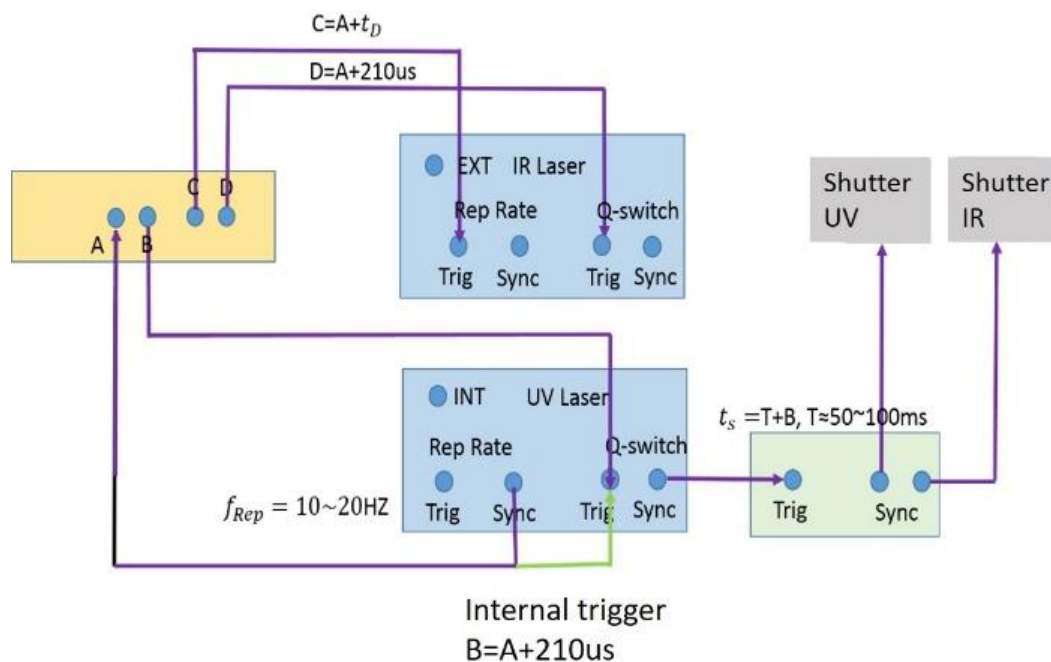 C=A+t_D
D=A+210us
C D
A B
EXT IR Laser
Rep Rate Q-switch
Trig Sync Trig Sync
Shutter UV
Shutter IR
INT UV Laser
Rep Rate Q-switch
Trig Sync Trig Sync
f_Rep = 10~20HZ
t_s =T+B, T≈50~100ms
Trig Sync
Internal trigger
B=A+210us